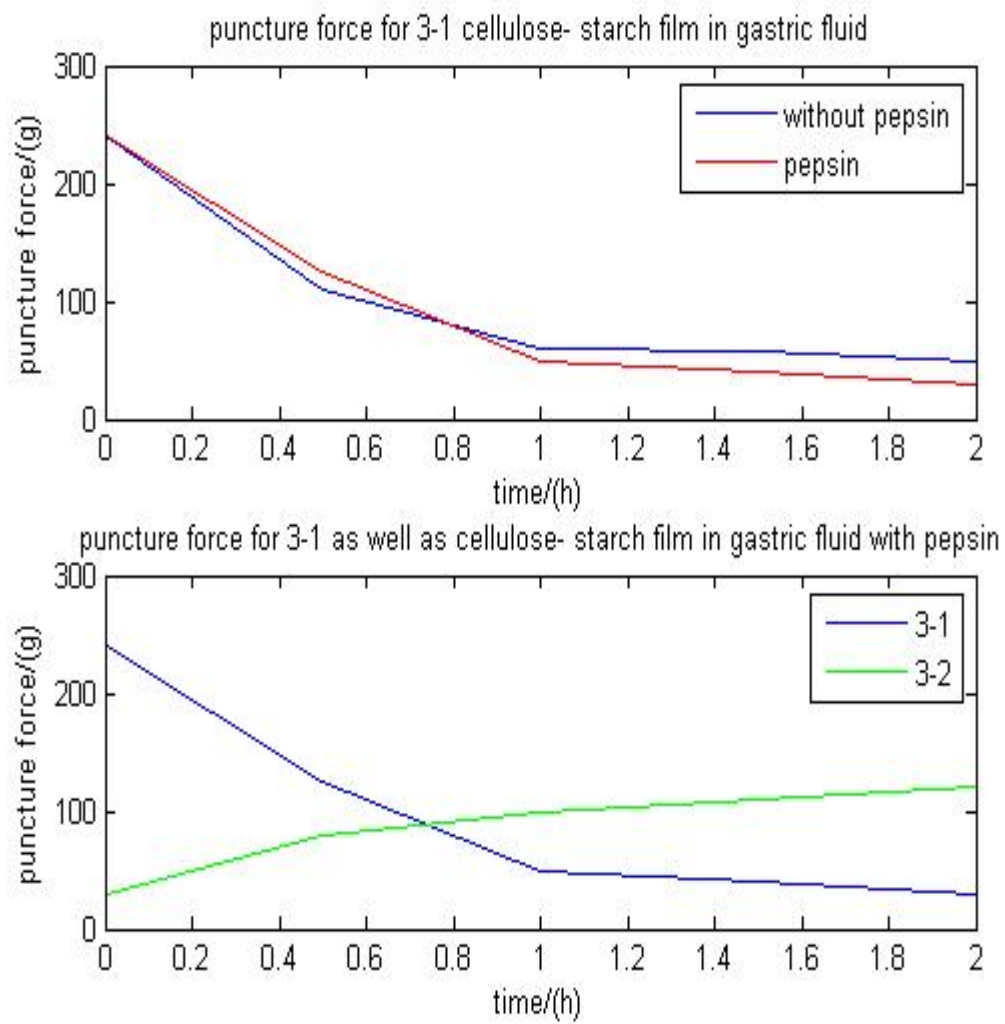 puncture force for 3-1 cellulose- starch film in gastric fluid
300
200
100
0
puncture force/(g)
without pepsin
pepsin
0 0.2 0.4 0.6 0.8 1 1.2 1.4 1.6 1.8 2
time/(h)
puncture force for 3-1 as well as cellulose- starch film in gastric fluid with pepsin
300
200
100
0
puncture force/(g)
3-1
3-2
0 0.2 0.4 0.6 0.8 1 1.2 1.4 1.6 1.8 2
time/(h)